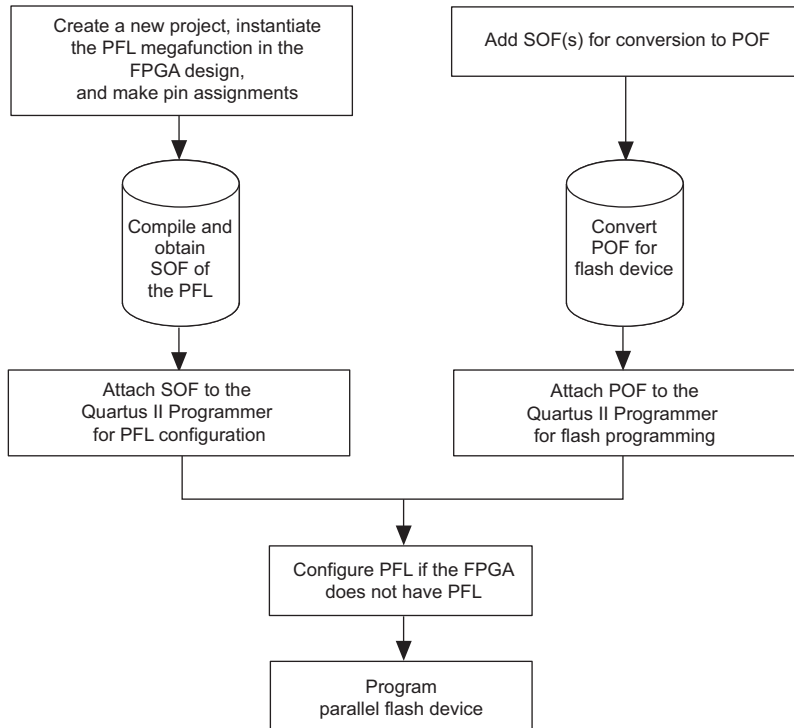 Create a new project, instantiate
the PFL megafunction in the
FPGA design,
and make pin assignments
Add SOF(s) for conversion to POF
Compile and
obtain
SOF of
the PFL
Convert
POF for
flash device
Attach SOF to the
Quartus II Programmer
for PFL configuration
Attach POF to the
Quartus II Programmer
for flash programming
Configure PFL if the FPGA
does not have PFL
Program
parallel flash device